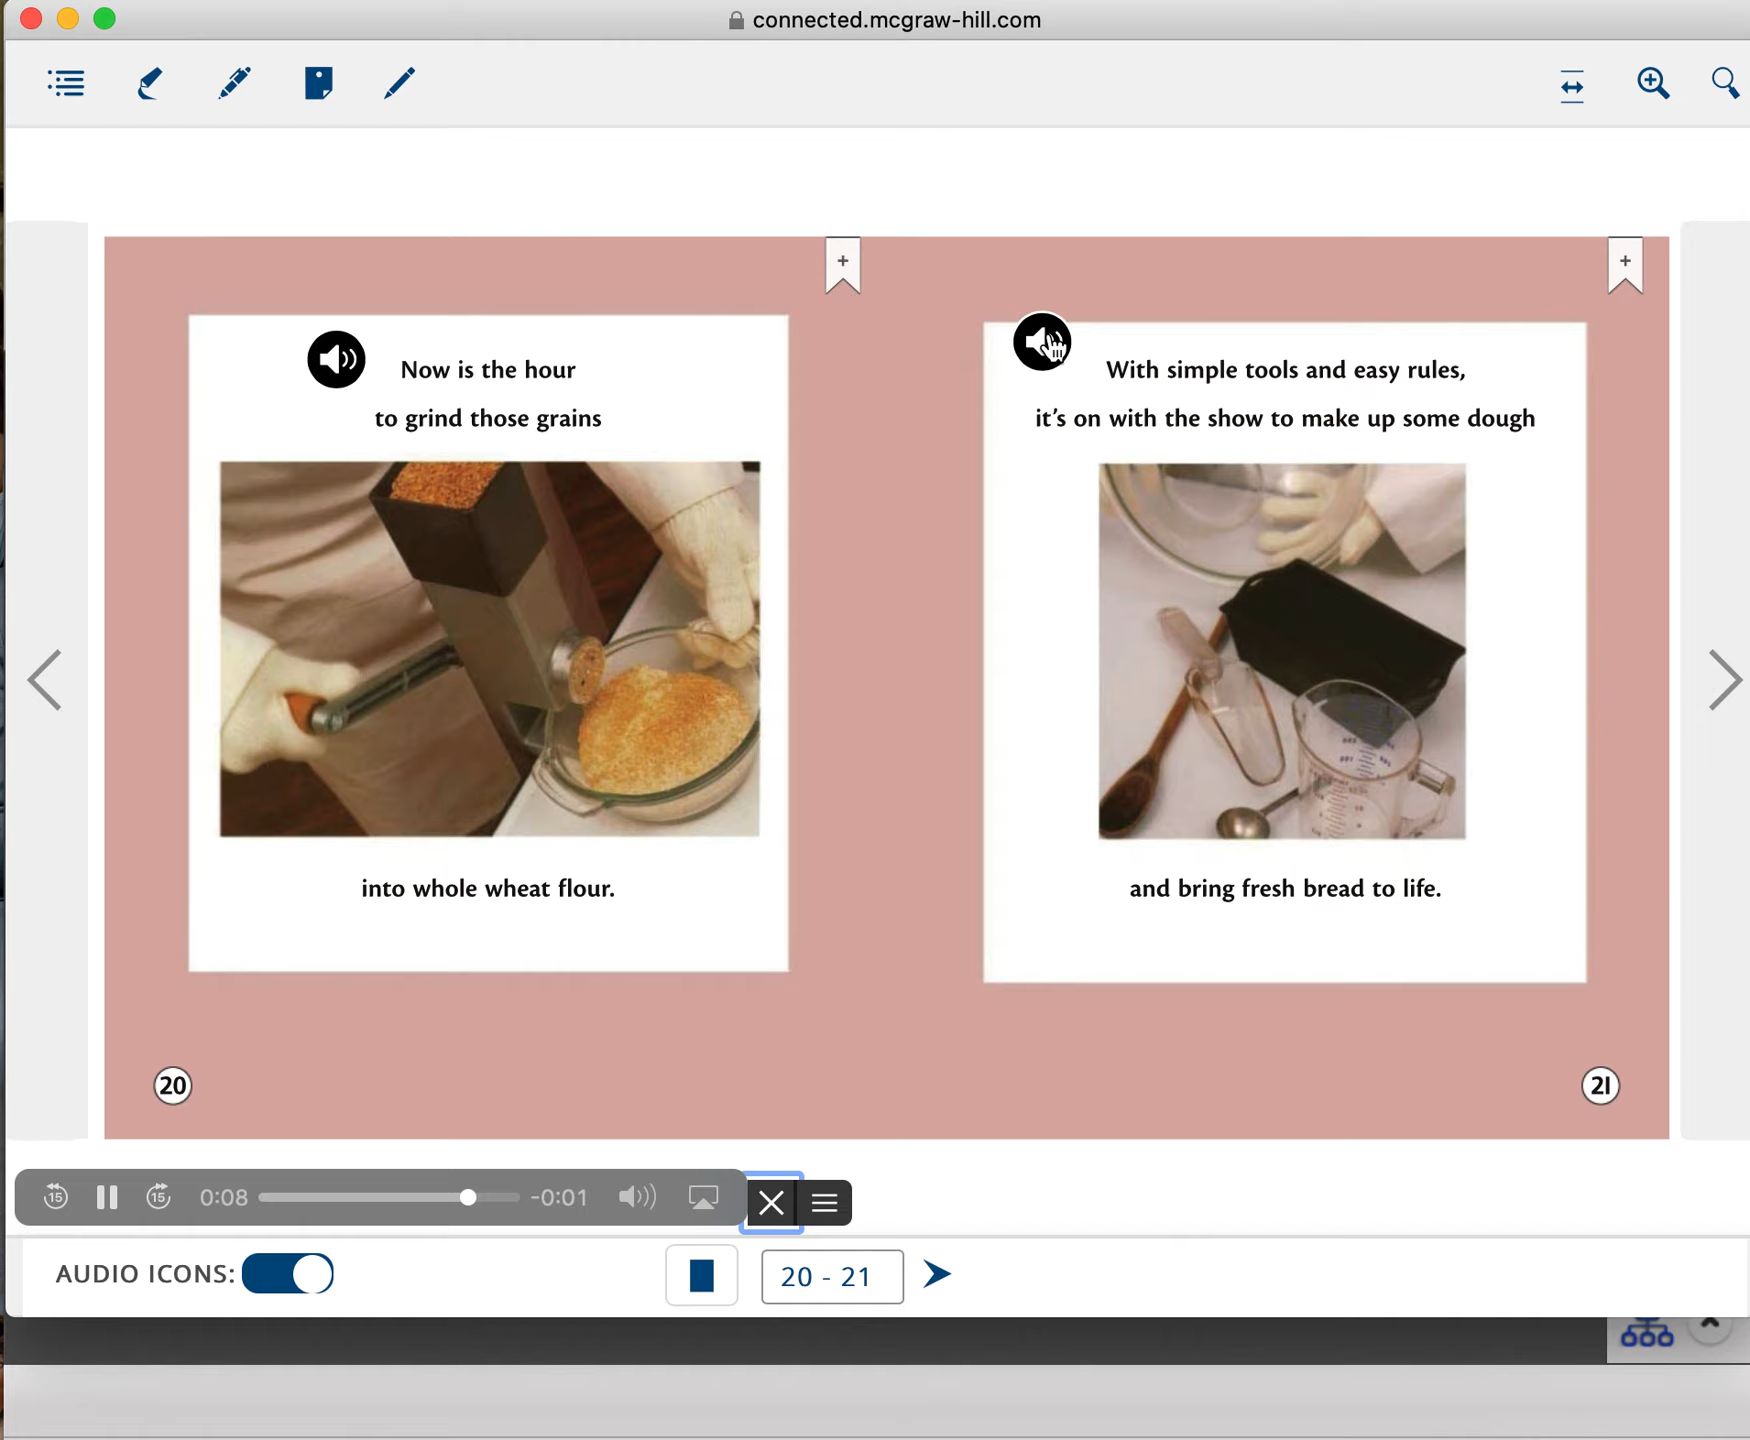 connected.mcgraw-hill.com
Now is the hour
to grind those grains
into whole wheat flour.
20
With simple tools and easy rules,
it's on with the show to make up some dough
and bring fresh bread to life.
21
15
15
0:08
-0:01
AUDIO ICONS:
20 - 21